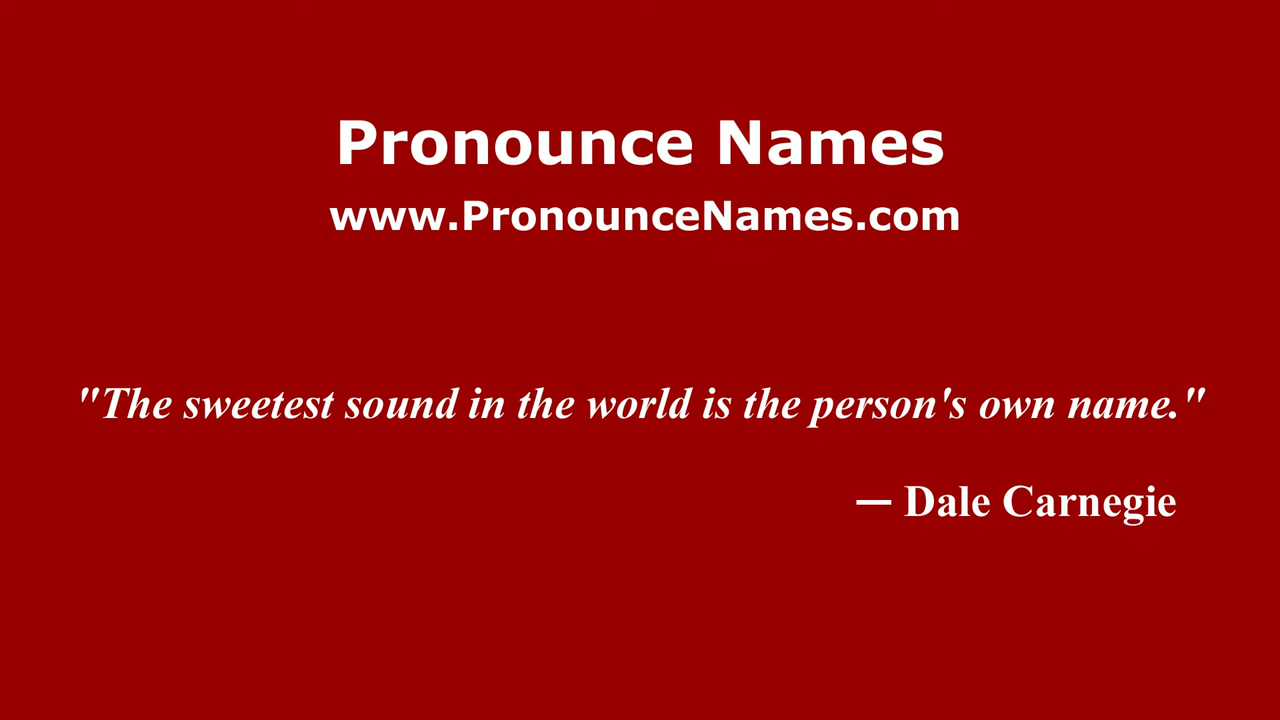 Pronounce Names
www.PronounceNames.com
"The sweetest sound in the world is the person's own name."
— Dale Carnegie